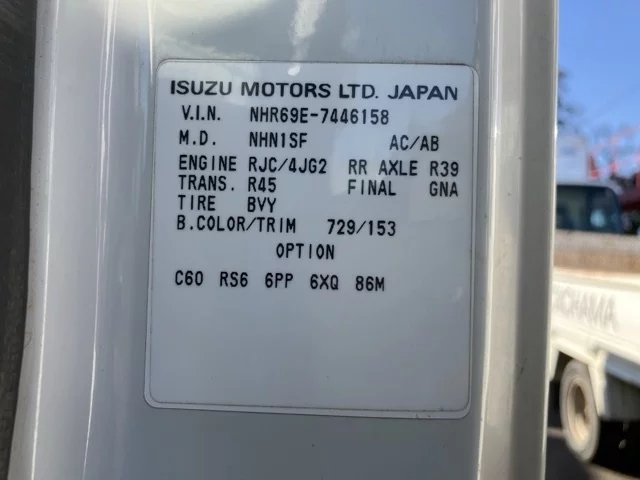 ISUZU MOTORS LTD. JAPAN
V.I.N. NHR69E-7446158
M.D. NHN1SF AC/AB
ENGINE RJC/4JG2 RR AXLE R39
TRANS. R45 FINAL GNA
TIRE BVY
B.COLOR/TRIM 729/153
OPTION
C60 RS6 6PP 6XQ 86M